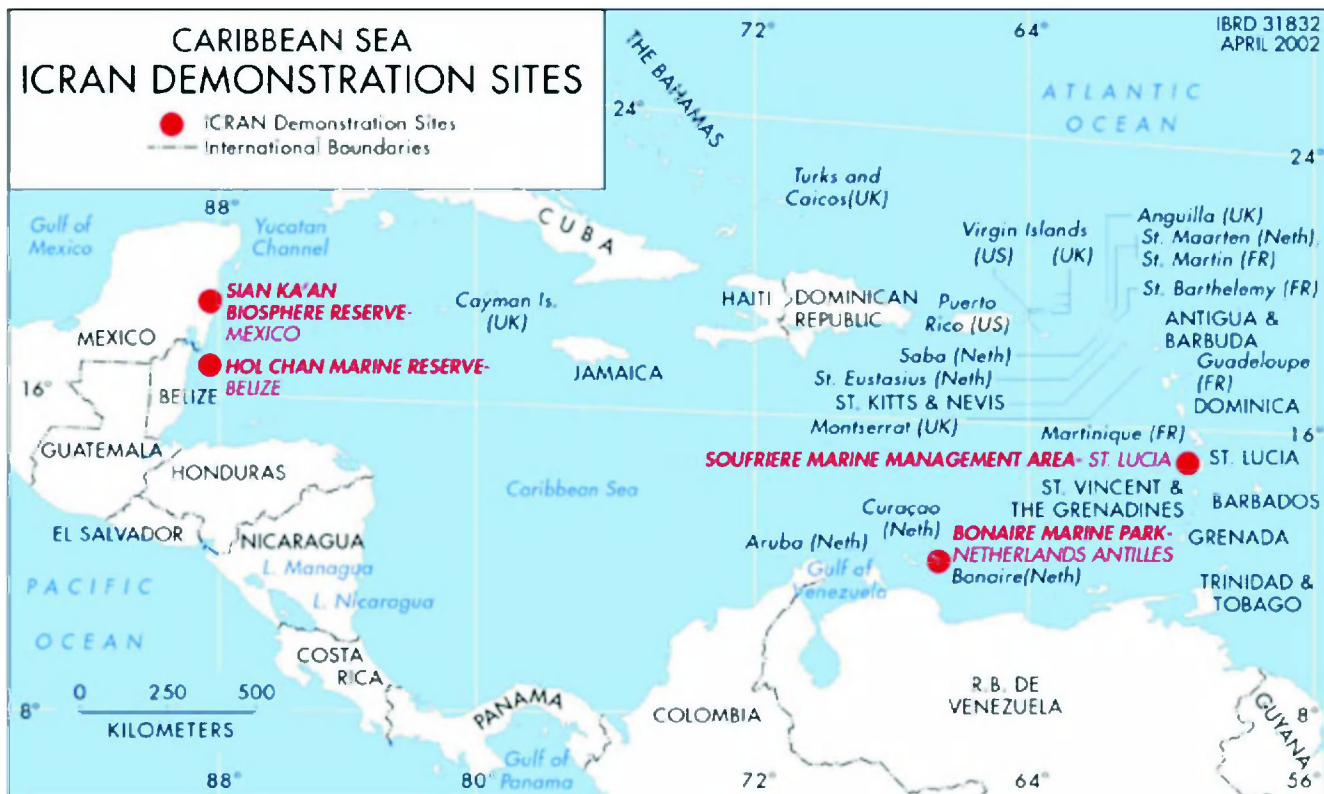 CARIBBEAN SEA
ICRAN DEMONSTRATION SITES
ICRAN Demonstration Sites
International Boundaries
IBRD 31832
APRIL 2002
72°
64°
THE BAHAMAS
24°
ATLANTIC
OCEAN
24°
Turks and
Caicos(UK)
88°
Gulf of
Mexico
Yucatan
Channel
CUBA
Virgin Islands
(US) (UK)
Anguilla (UK)
St. Maarten (Neth)
St. Martin (FR)
St. Barthelemy (FR)
SIAN KA'AN
BIOSPHERE RESERVE-
MEXICO
Cayman Is.
(UK)
HAITI
DOMINICAN
REPUBLIC
Puerto
Rico (US)
ANTIGUA &
BARBUDA
MEXICO
HOL CHAN MARINE RESERVE-
BELIZE
JAMAICA
Saba (Neth)
Guadeloupe
(FR)
St. Eustasius (Neth)
16°
BELIZE
ST. KITTS & NEVIS
DOMINICA
Montserrat (UK)
Martinique (FR)
16°
GUATEMALA
HONDURAS
SOUFRIERE MARINE MANAGEMENT AREA- ST. LUCIA
ST. LUCIA
Caribbean Sea
ST. VINCENT &
THE GRENADINES
BARBADOS
EL SALVADOR
NICARAGUA
Curaçao
(Neth)
Aruba (Neth)
BONAIRE MARINE PARK-
NETHERLANDS ANTILLES
GRENADA
L. Managua
Gulf of
Venezuela
Bonaire(Neth)
PACIFIC
OCEAN
L. Nicaragua
TRINIDAD &
TOBAGO
COSTA
RICA
0 250 500
KILOMETERS
8°
PANAMA
COLOMBIA
R.B. DE
VENEZUELA
GUYANA
8°
Gulf of
Panama
88°
80°
72°
64°
56°